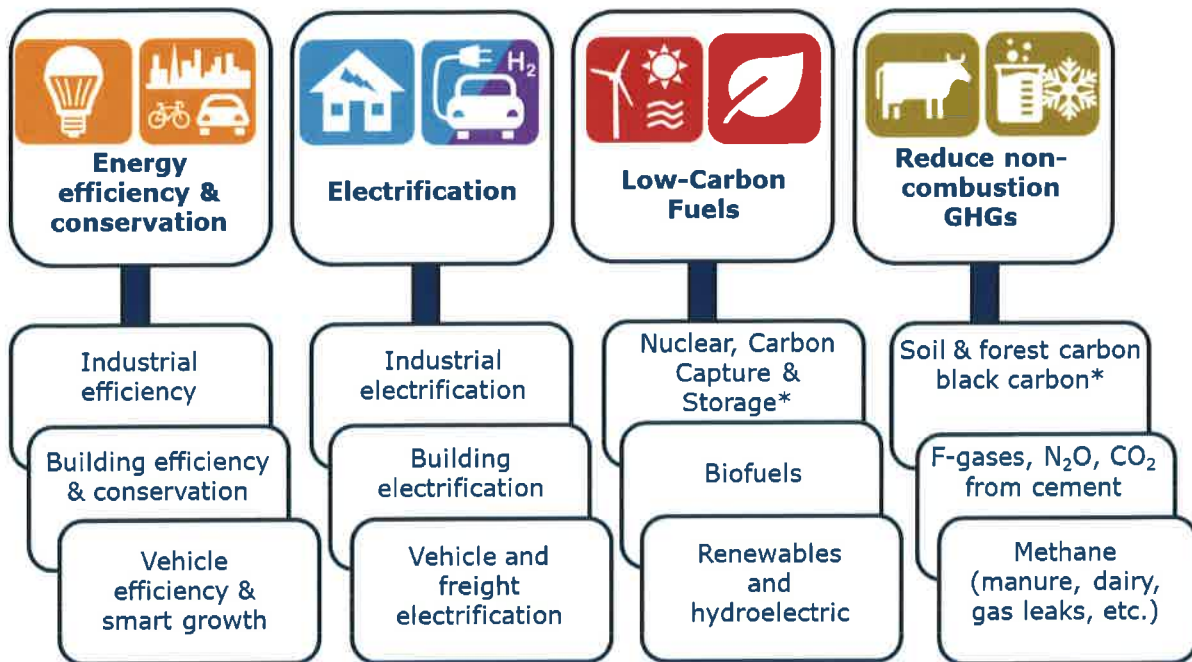 H₂
Energy
efficiency &
conservation
Electrification
Low-Carbon
Fuels
Reduce non-
combustion
GHGs
Industrial
efficiency
Building efficiency
& conservation
Vehicle
efficiency &
smart growth
Industrial
electrification
Building
electrification
Vehicle and
freight
electrification
Nuclear, Carbon
Capture &
Storage*
Biofuels
Renewables
and
hydroelectric
Soil & forest carbon
black carbon*
F-gases, N₂O, CO₂
from cement
Methane
(manure, dairy,
gas leaks, etc.)